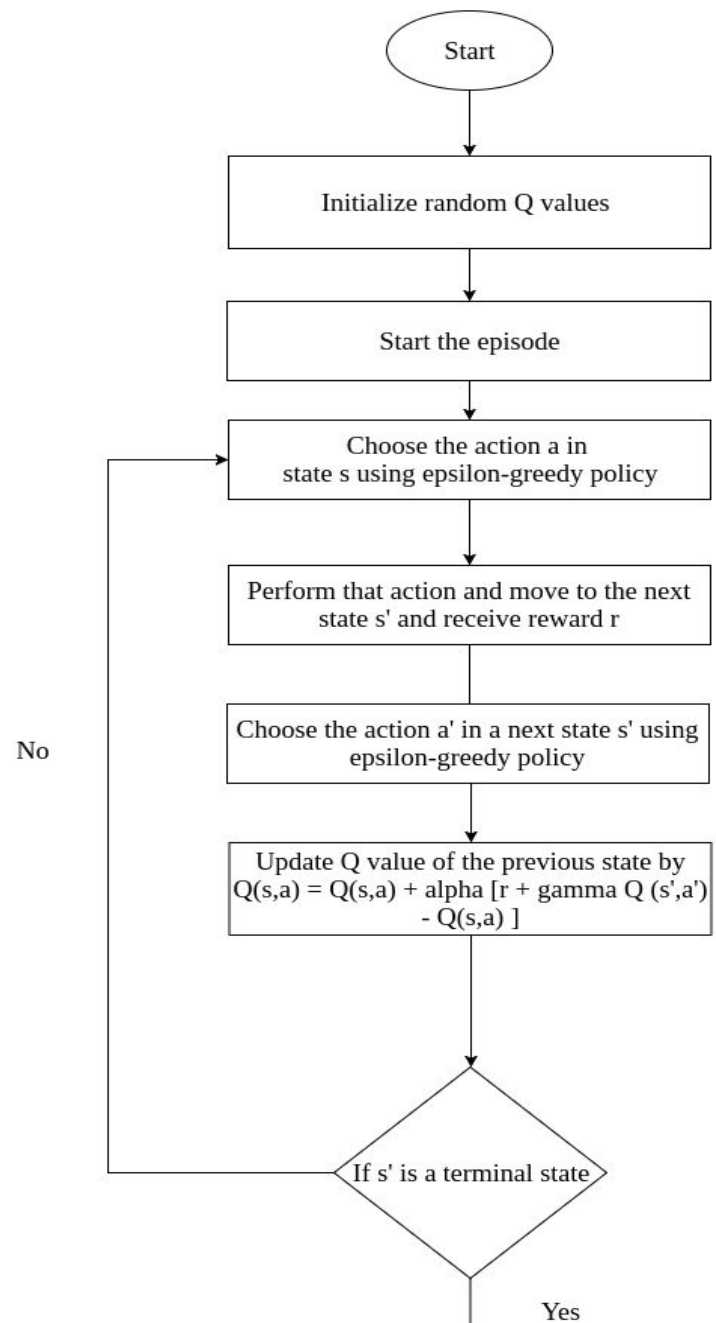 Start
Initialize random Q values
Start the episode
Choose the action a in
state s using epsilon-greedy policy
Perform that action and move to the next
state s' and receive reward r
Choose the action a' in a next state s' using
epsilon-greedy policy
No
Update Q value of the previous state by
Q(s,a) = Q(s,a) + alpha [r + gamma Q (s',a')
- Q(s,a) ]
If s' is a terminal state
Yes